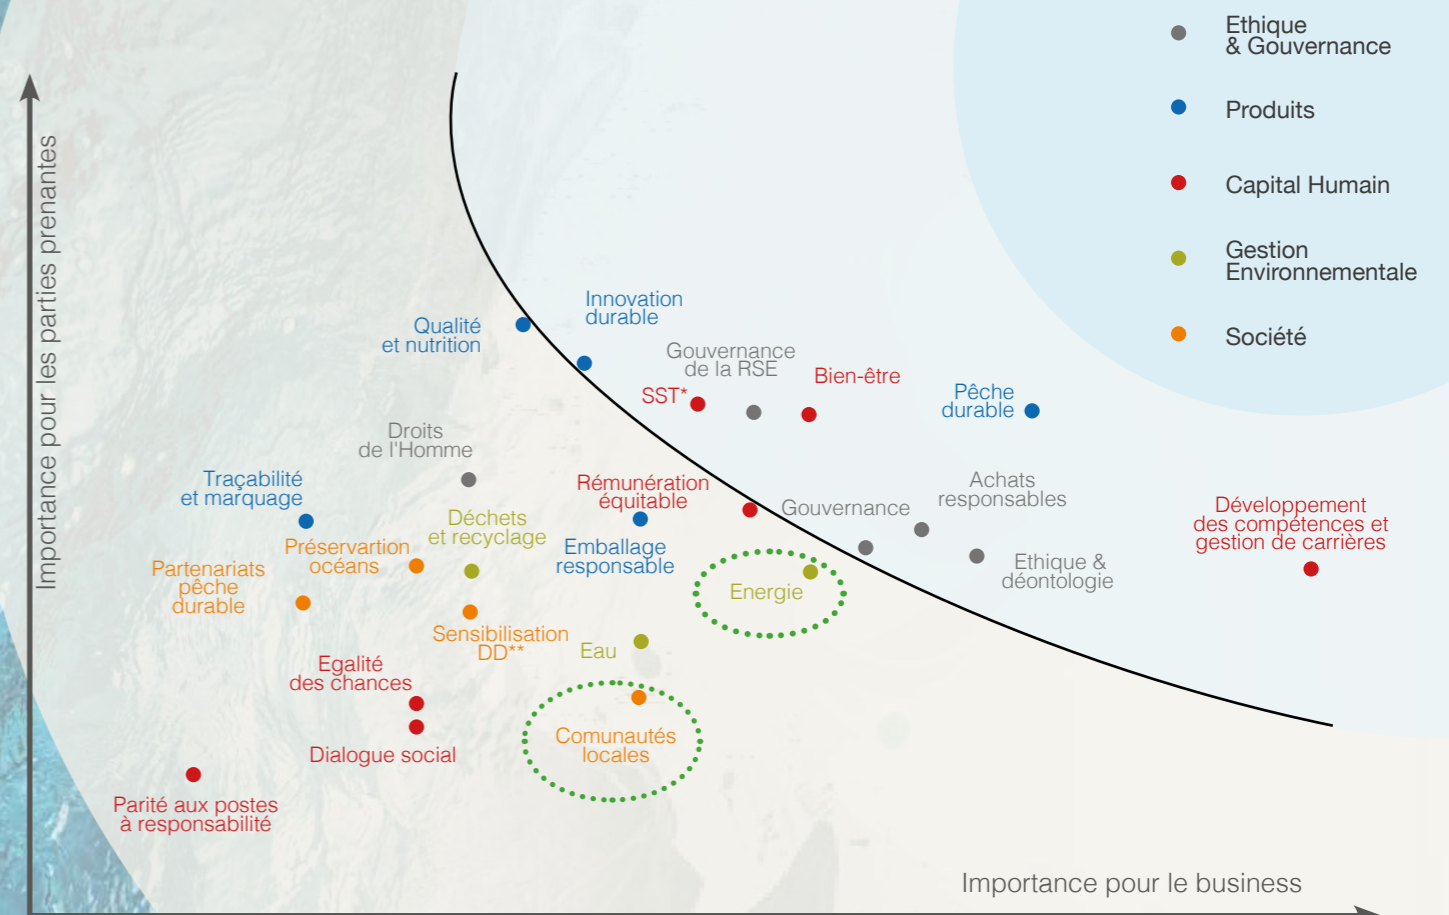 Ethique
& Gouvernance
Produits
Capital Humain
Gestion
Environnementale
Société
Importance pour les parties prenantes
Innovation
durable
Qualité
et nutrition
Gouvernance
de la RSE
SST*
Bien-être
Pêche
durable
Droits
de l'Homme
Traçabilité
et marquage
Rémunération
équitable
Achats
responsables
Gouvernance
Développement
des compétences et
gestion de carrières
Déchets
et recyclage
Emballage
responsable
Préservartion
océans
Ethique &
déontologie
Partenariats
pêche
durable
Energie
Sensibilisation
DD**
Eau
Egalité
des chances
Comunautés
locales
Dialogue social
Parité aux postes
à responsabilité
Importance pour le business